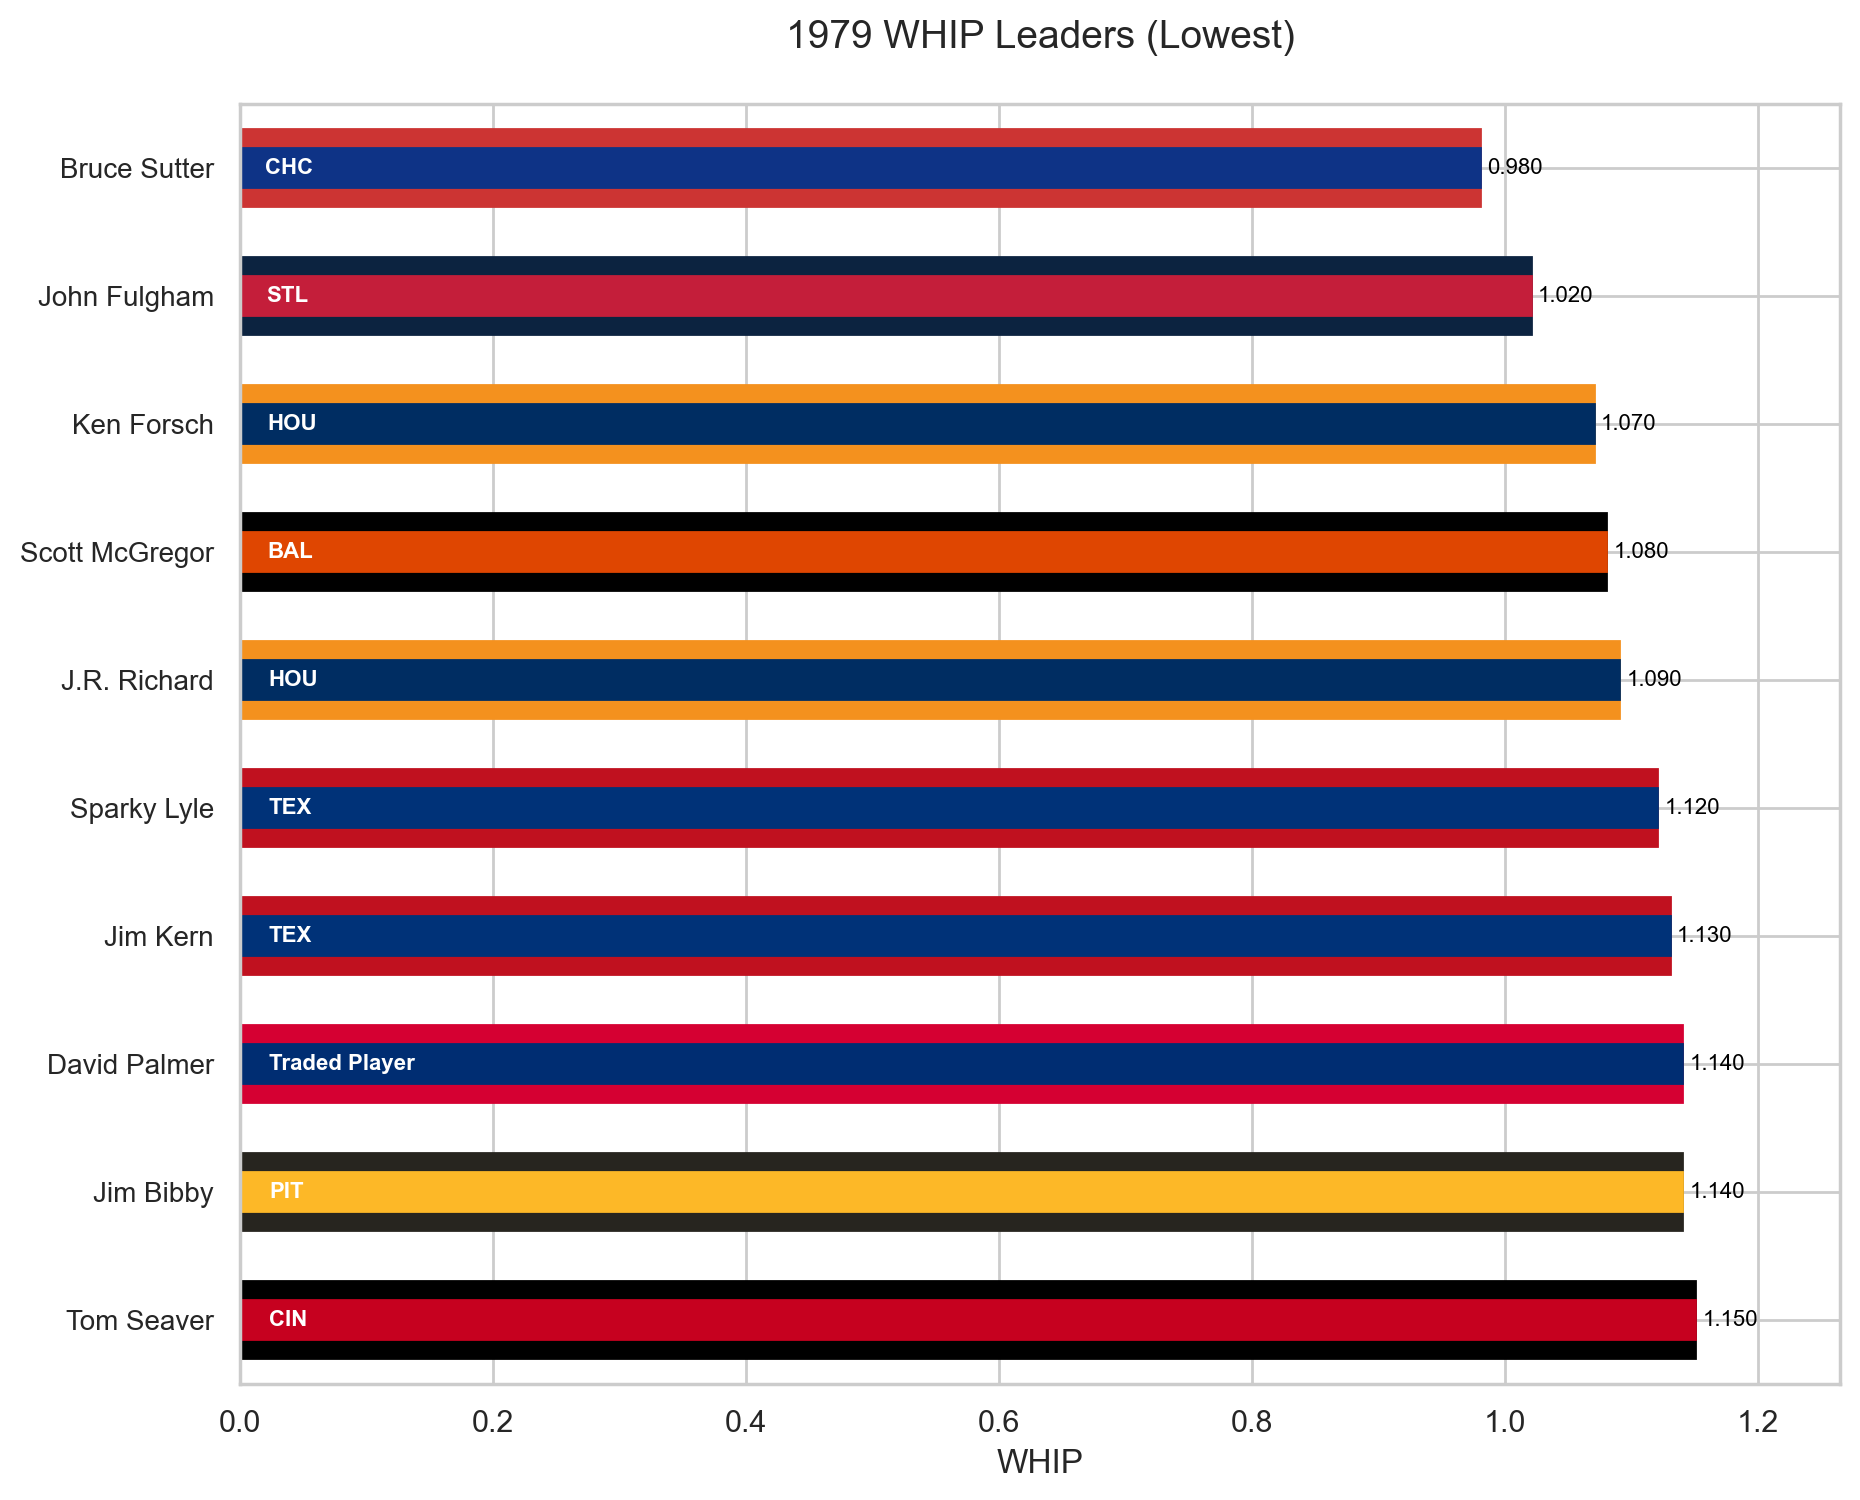 1979 WHIP Leaders (Lowest)
Bruce Sutter CHC 0.980
John Fulgham STL 1.020
Ken Forsch HOU 1.070
Scott McGregor BAL 1.080
J.R. Richard HOU 1.090
Sparky Lyle TEX 1.120
Jim Kern TEX 1.130
David Palmer Traded Player 1.140
Jim Bibby PIT 1.140
Tom Seaver CIN 1.150
0.0 0.2 0.4 0.6 0.8 1.0 1.2
WHIP